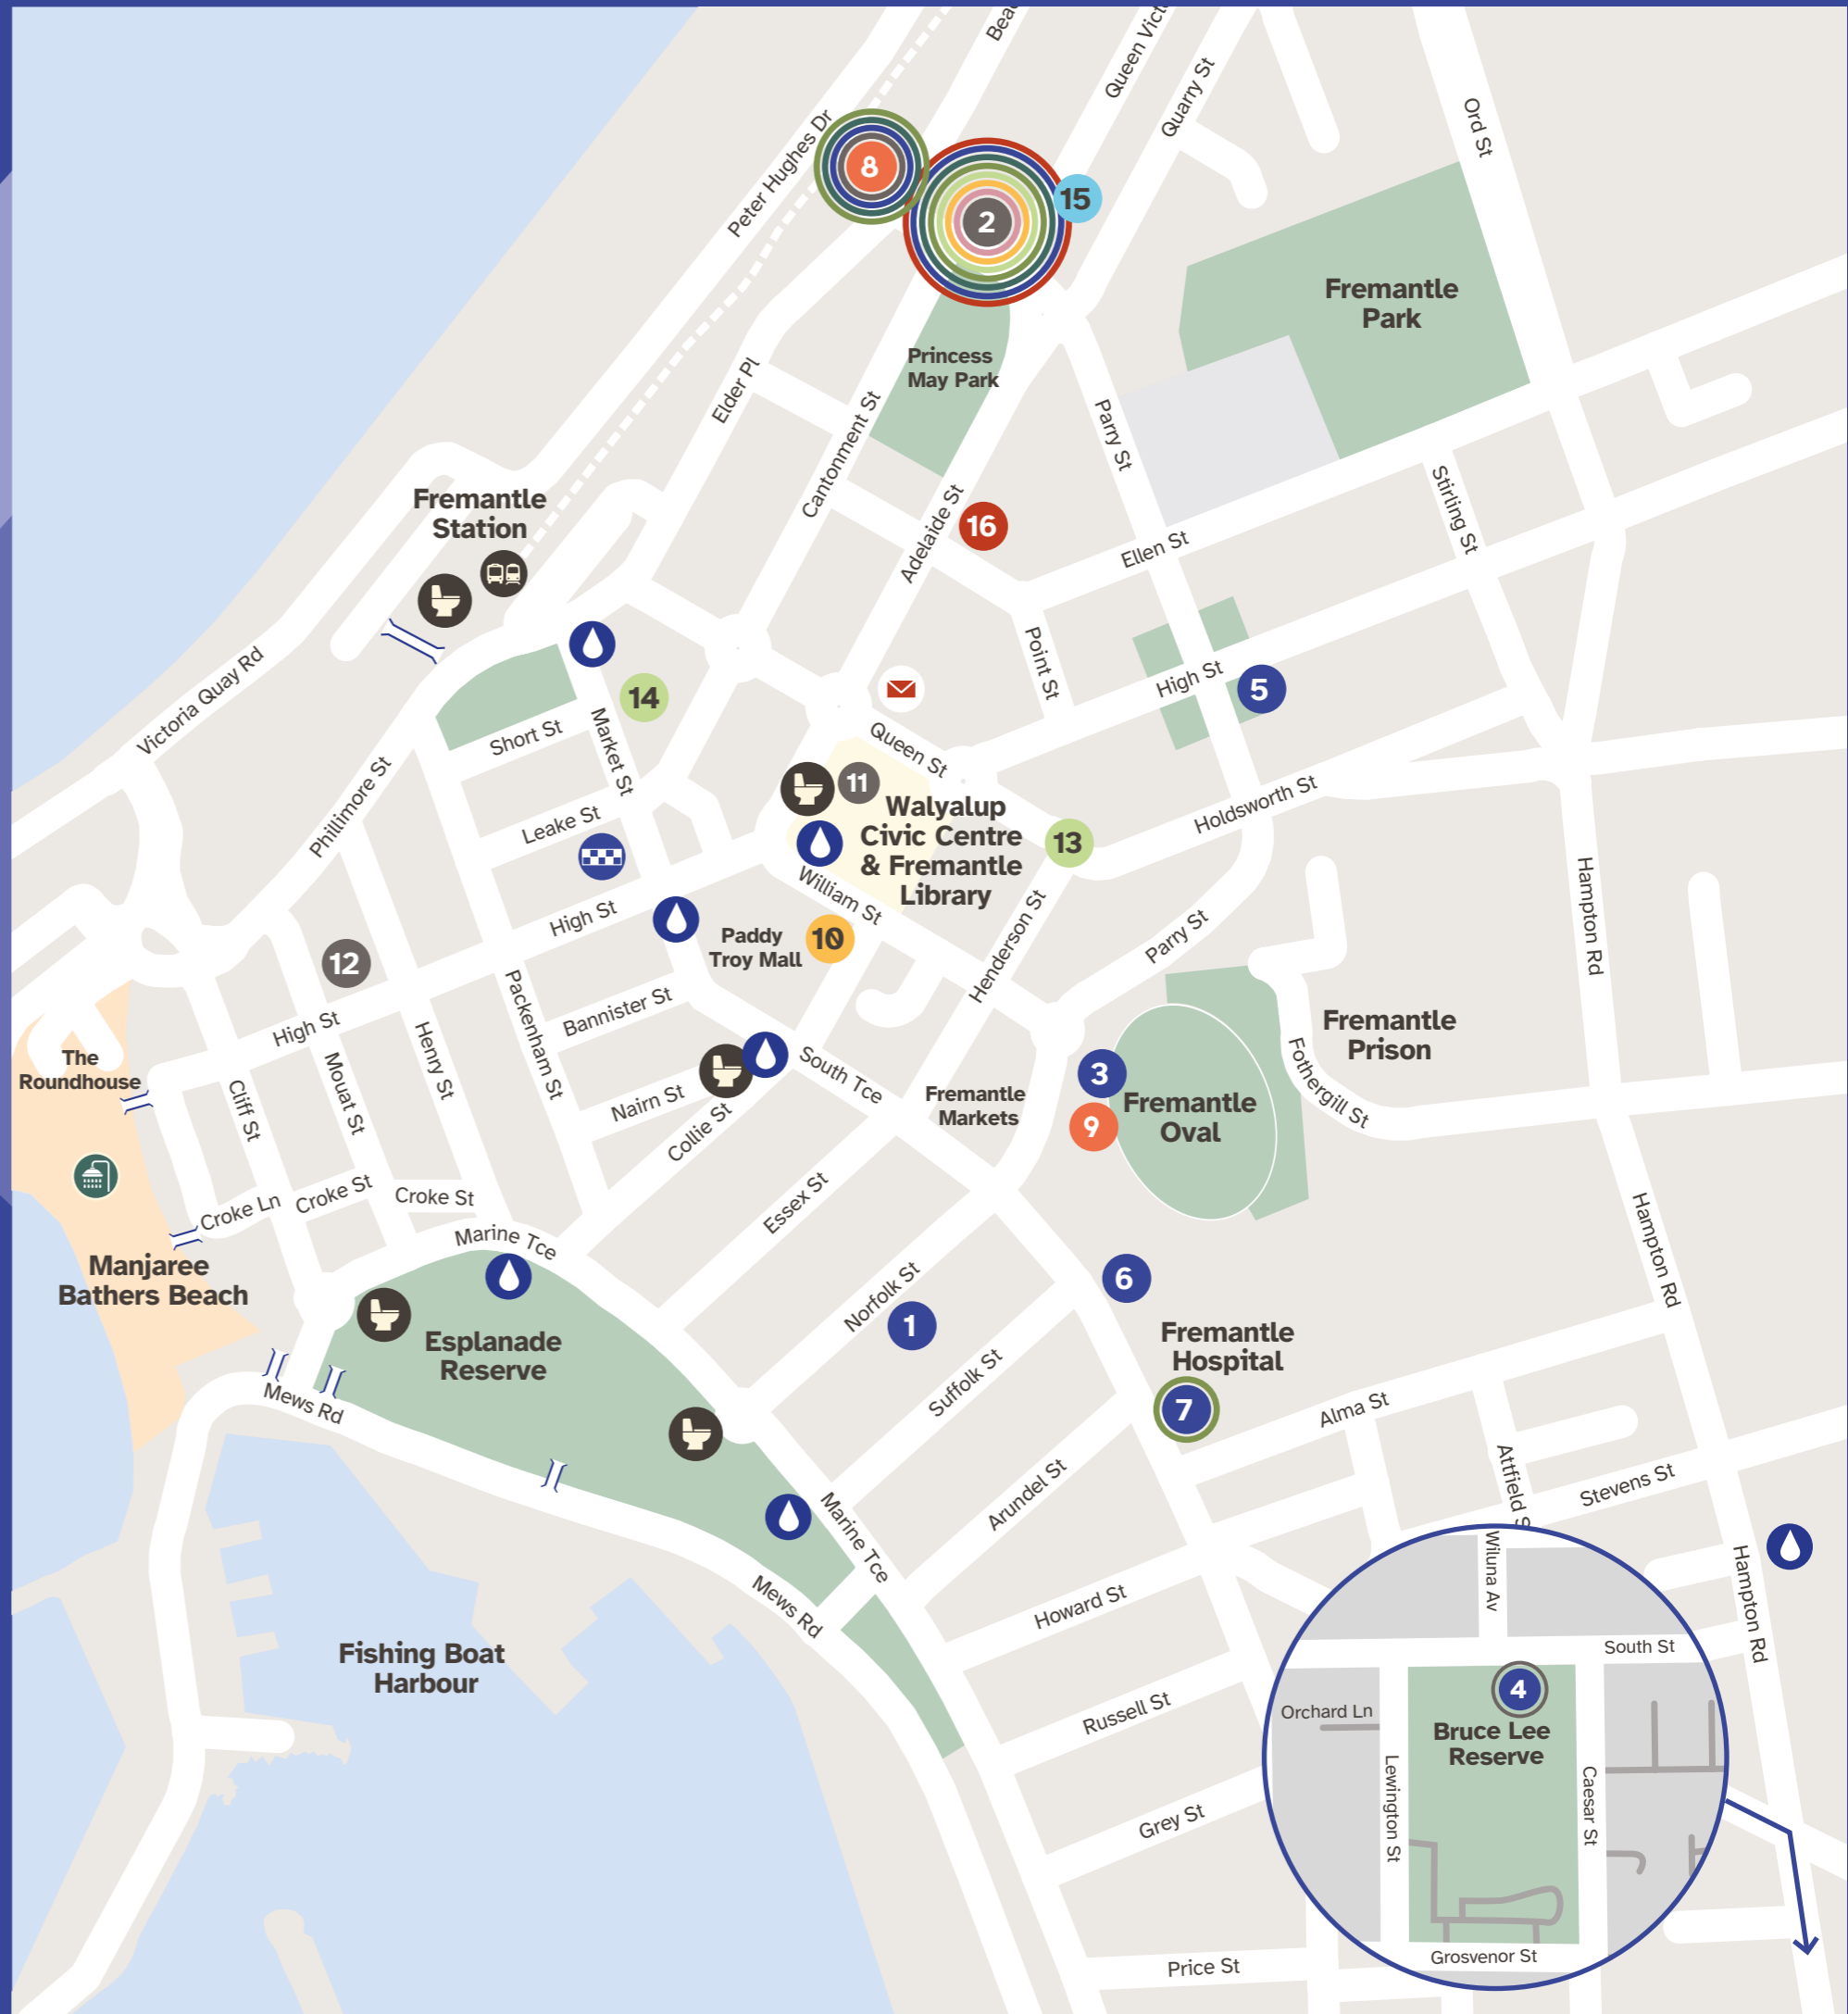 Beac
Queen Vict
Quarry St
Ord St
Peter Hughes Dr
8
15
2
Fremantle
Park
Princess
May Park
Elder Pl
Cantonment St
Parry St
Adelaide St
16
Stirling St
Fremantle
Station
Ellen St
Point St
Victoria Quay Rd
High St
5
14
Short St
Market St
Queen St
Phillimore St
Leake St
11
Walyalup
Civic Centre
& Fremantle
Library
13
Holdsworth St
William St
High St
Paddy
Troy Mall
10
Henderson St
Parry St
Hampton Rd
12
Packenham St
Bannister St
High St
Henry St
Fremantle
Prison
The
Roundhouse
Mouat St
Cliff St
South Tce
Nairn St
Collie St
Fremantle
Markets
3
9
Fremantle
Oval
Fothergill St
Croke Ln
Croke St
Croke St
Essex St
Marine Tce
Hampton Rd
Manjaree
Bathers Beach
Norfolk St
1
6
Esplanade
Reserve
Suffolk St
Fremantle
Hospital
7
Mews Rd
Alma St
Arundel St
Attfield S
Stevens St
Marine Tce
Wiluna Av
Hampton Rd
Mews Rd
Howard St
Fishing Boat
Harbour
South St
4
Russell St
Orchard Ln
Bruce Lee
Reserve
Lewington St
Caesar St
Grey St
Grosvenor St
Price St